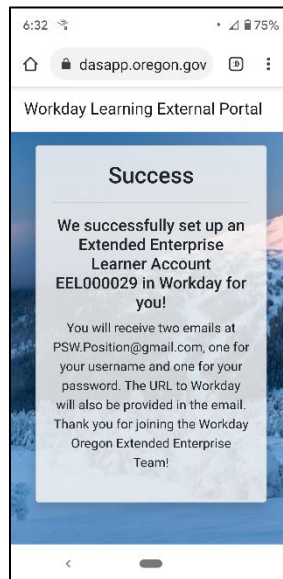 6:32
75%
dasapp.oregon.gov
:D
Workday Learning External Portal
Success
We successfully set up an
Extended Enterprise
Learner Account
EEL000029 in Workday for
you!
You will receive two emails at
PSW.Position@gmail.com, one for
your username and one for your
password. The URL to Workday
will also be provided in the email.
Thank you for joining the Workday
Oregon Extended Enterprise
Team!